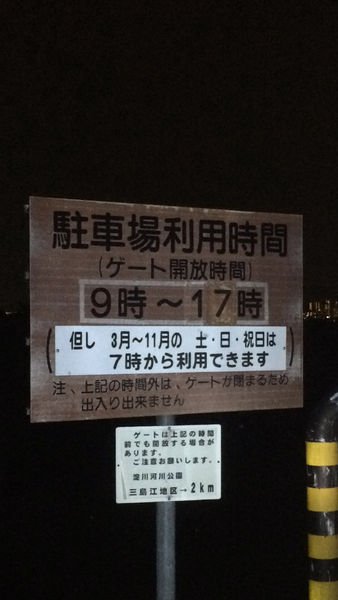 駐車場利用時間
(ゲート開放時間)
9時～17時
(但し 3月～11月の 土・日・祝日は
7時から利用できます)
注、上記の時間外は、ゲートが閉まるため
出入り出来ません
ゲートは上記の時間
前でも開放する場合が
あります。
ご注意お願いします。
淀川河川公園
三島江地区→2km